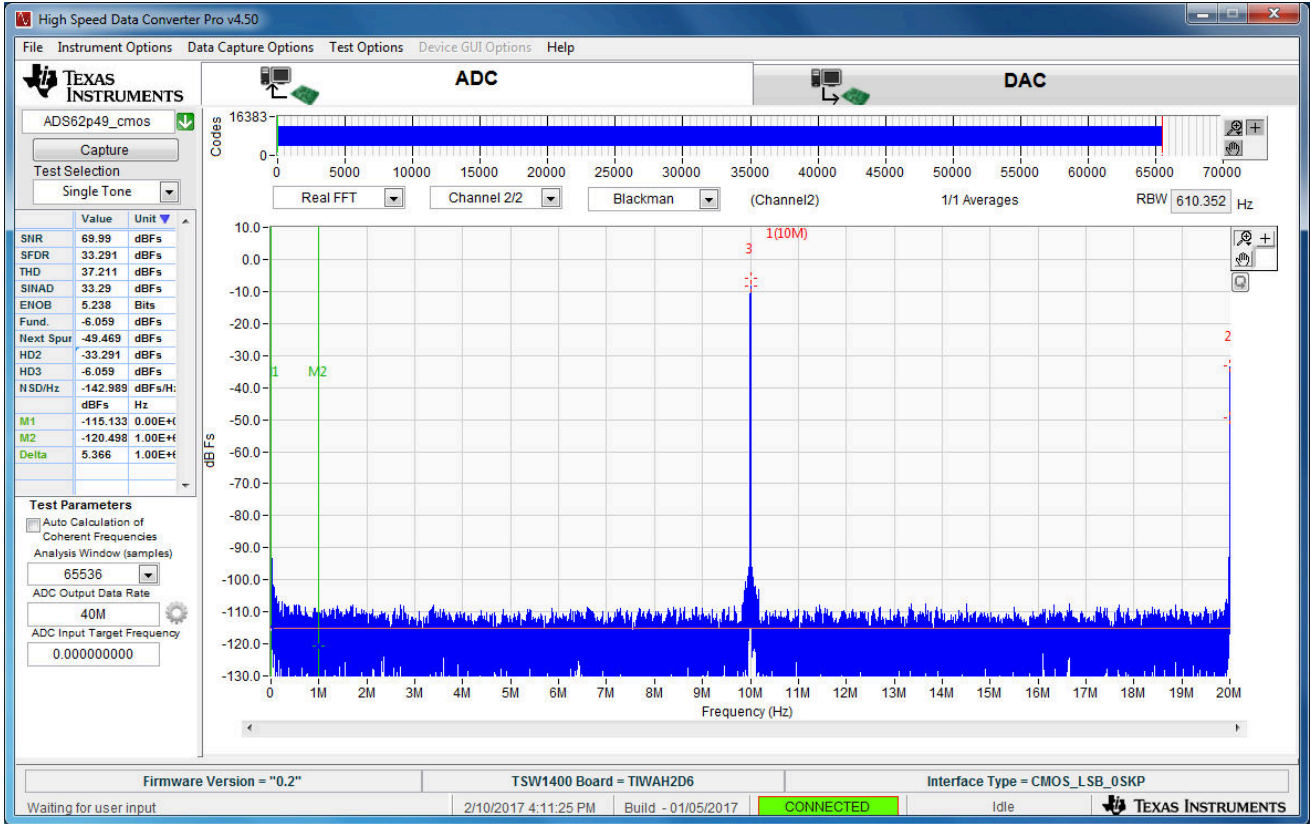 High Speed Data Converter Pro v4.50
File Instrument Options Data Capture Options Test Options Device GUI Options Help
TEXAS INSTRUMENTS
ADC
DAC
ADS62p49_cmos
Capture
Test Selection
Single Tone
Value Unit
SNR 69.99 dBFs
SFDR 33.291 dBFs
THD 37.211 dBFs
SINAD 33.29 dBFs
ENOB 5.238 Bits
Fund. -6.059 dBFs
Next Spur -49.469 dBFs
HD2 -33.291 dBFs
HD3 -6.059 dBFs
NSD/Hz -142.989 dBFs/H:
dBFs Hz
M1 -115.133 0.00E+
M2 -120.498 1.00E+
Delta 5.366 1.00E+
Test Parameters
Auto Calculation of
Coherent Frequencies
Analysis Window (samples)
65536
ADC Output Data Rate
40M
ADC Input Target Frequency
0.000000000
Codes
16383
0
0 5000 10000 15000 20000 25000 30000 35000 40000 45000 50000 55000 60000 65000 70000
Real FFT Channel 2/2 Blackman (Channel2) 1/1 Averages RBW 610.352 Hz
dB Fs
10.0
0.0
-10.0
-20.0
-30.0
-40.0
-50.0
-60.0
-70.0
-80.0
-90.0
-100.0
-110.0
-120.0
-130.0
1(10M)
3
2
1 M2
0 1M 2M 3M 4M 5M 6M 7M 8M 9M 10M 11M 12M 13M 14M 15M 16M 17M 18M 19M 20M
Frequency (Hz)
Firmware Version = "0.2" TSW1400 Board = TIWAH2D6 Interface Type = CMOS_LSB_0SKP
Waiting for user input 2/10/2017 4:11:25 PM Build - 01/05/2017 CONNECTED Idle TEXAS INSTRUMENTS